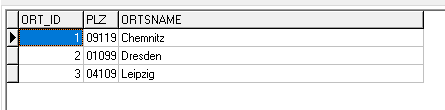 ORT_ID PLZ ORTSNAME
1 09119 Chemnitz
2 01099 Dresden
3 04109 Leipzig